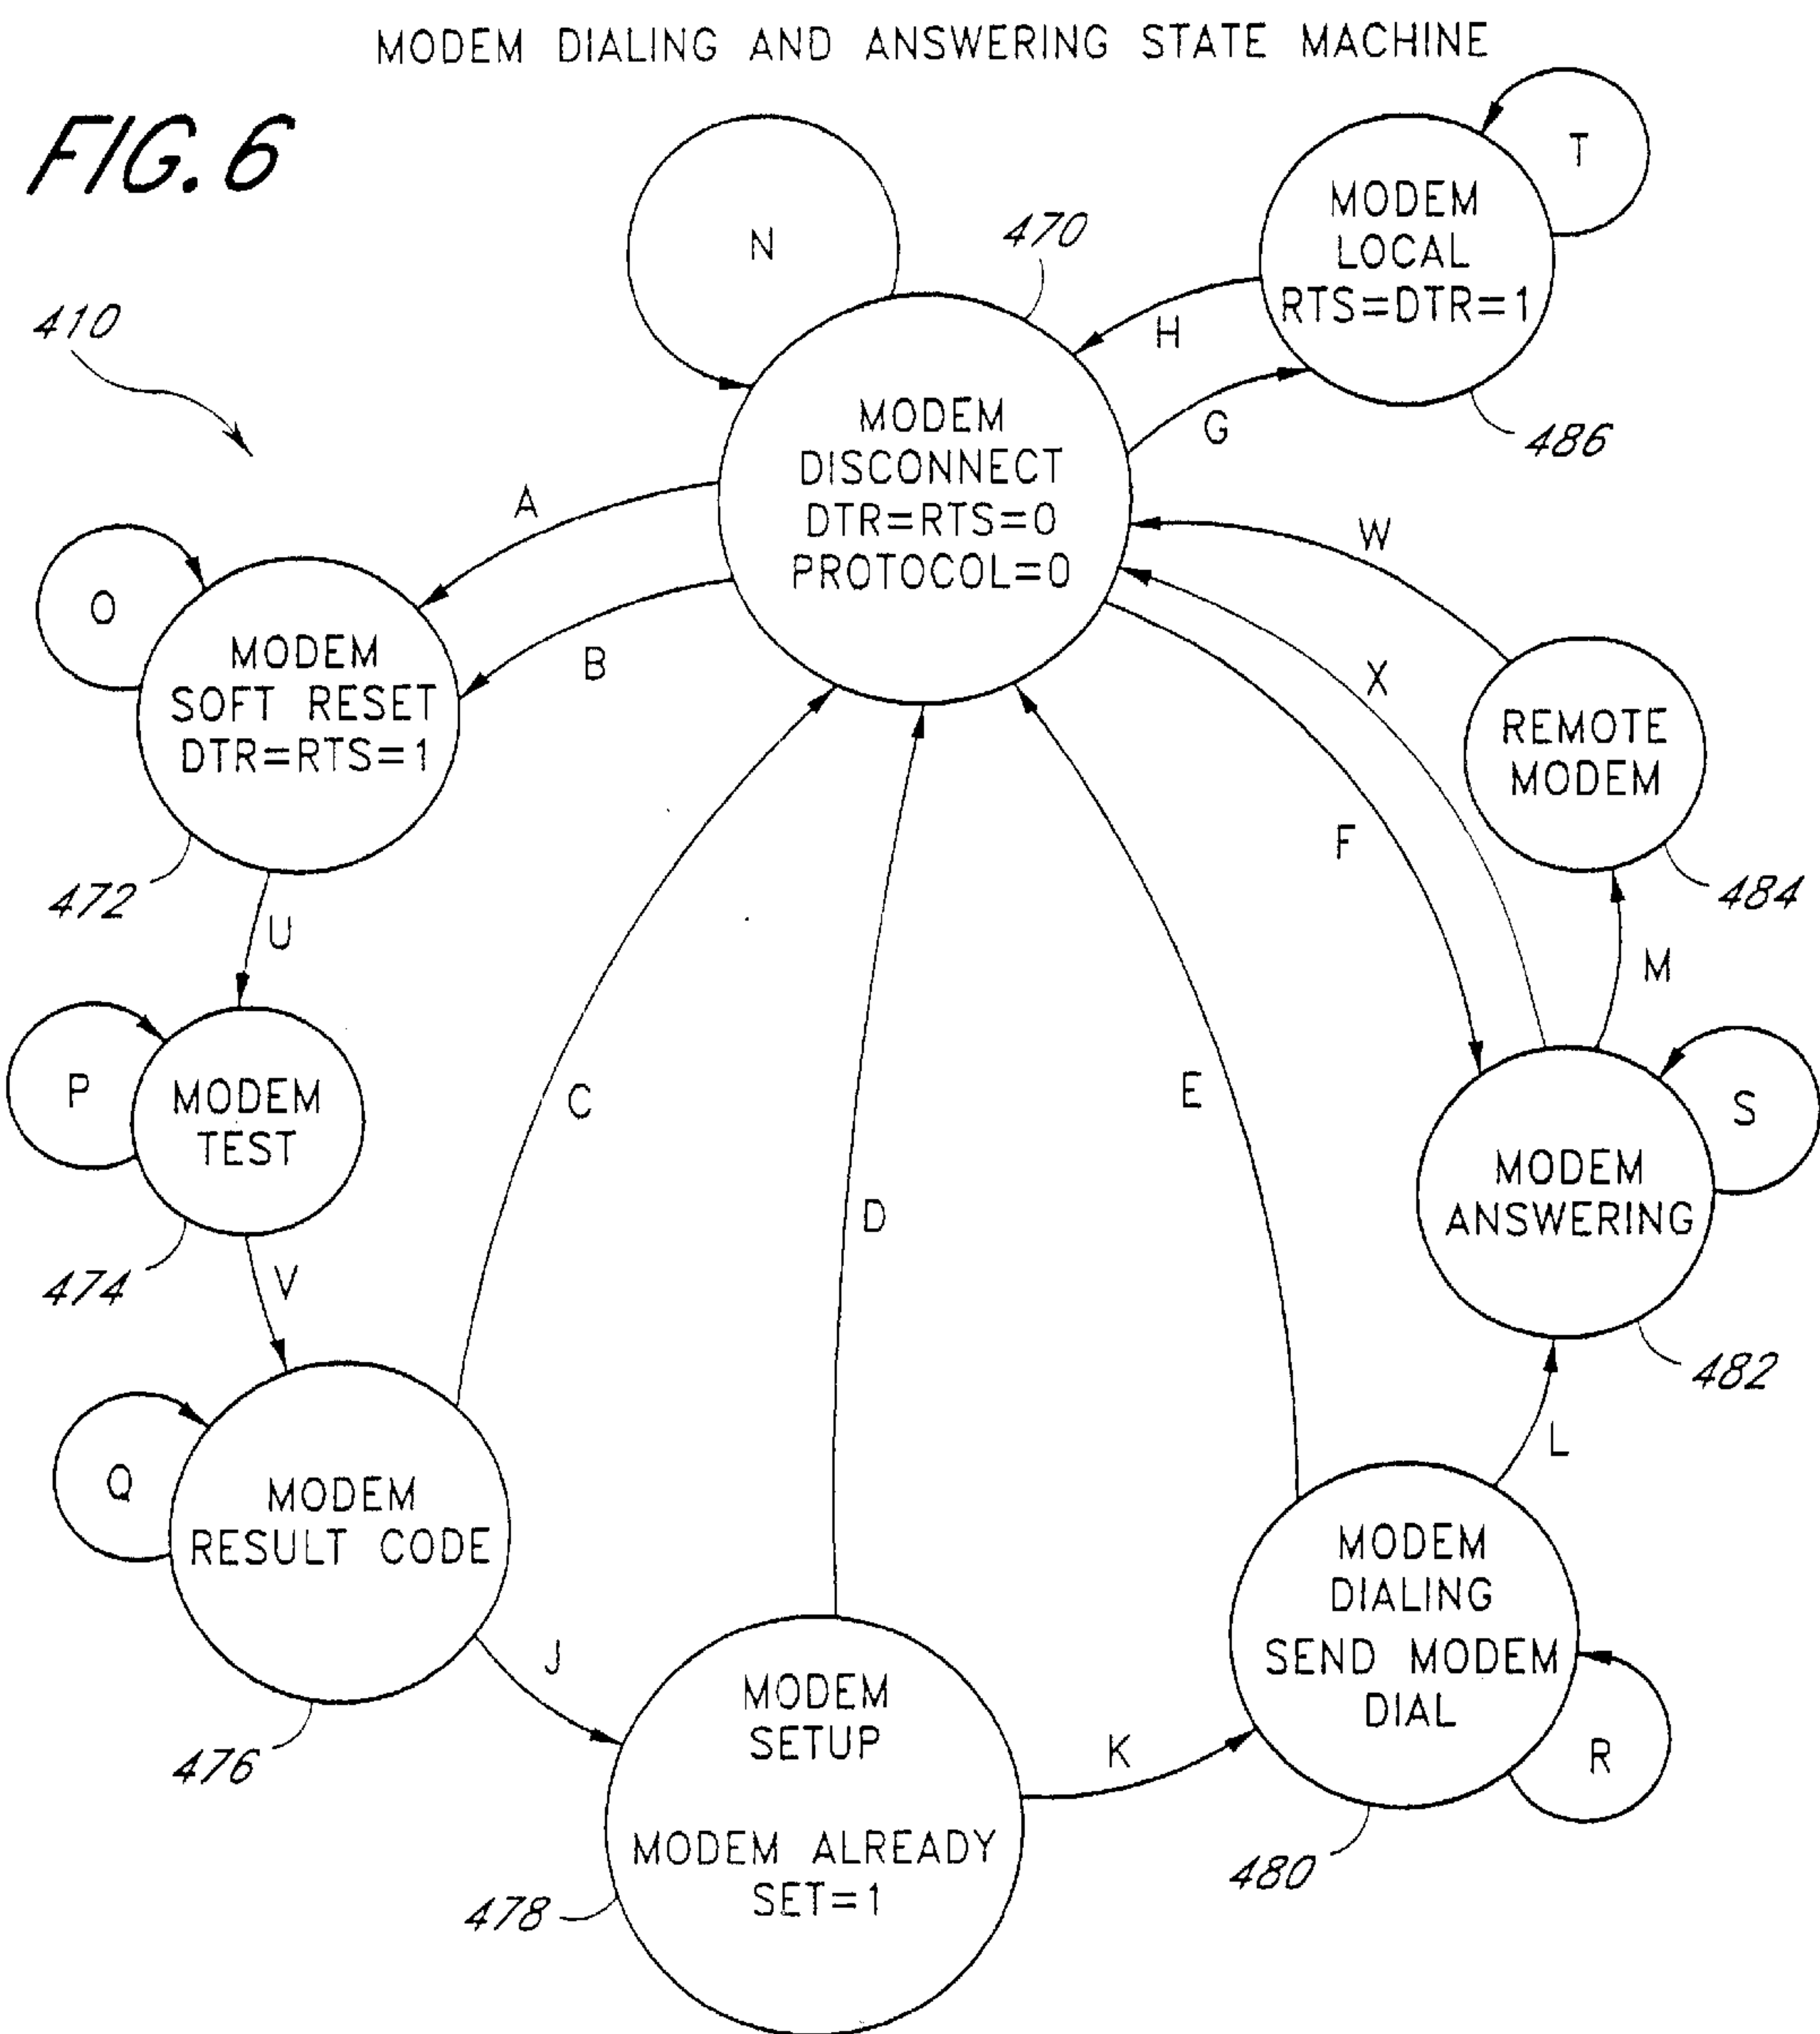 MODEM DIALING AND ANSWERING STATE MACHINE
FIG. 6
410
N
470
T
MODEM
LOCAL
RTS=DTR=1
486
H
G
MODEM
DISCONNECT
DTR=RTS=0
PROTOCOL=0
A
B
W
X
F
O
MODEM
SOFT RESET
DTR=RTS=1
472
REMOTE
MODEM
484
U
M
P
MODEM
TEST
474
C
D
E
S
MODEM
ANSWERING
482
V
L
Q
MODEM
RESULT CODE
476
J
MODEM
SETUP
MODEM ALREADY
SET=1
478
K
MODEM
DIALING
SEND MODEM
DIAL
R
480